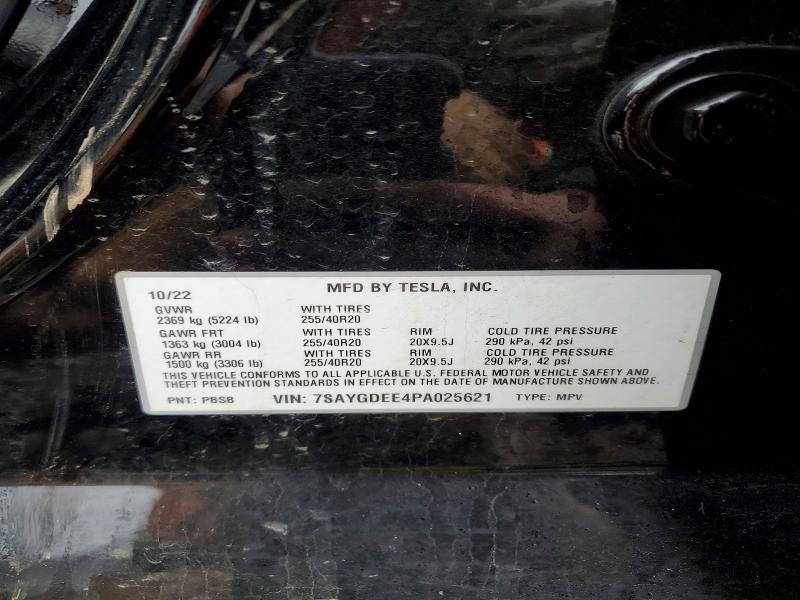 MFD BY TESLA, INC.
10/22
GVWR WITH TIRES
2369 kg (5224 lb) 255/40R20
GAWR FRT WITH TIRES RIM COLD TIRE PRESSURE
1363 kg (3004 lb) 255/40R20 20X9.5J 290 kPa, 42 psi
GAWR RR WITH TIRES RIM COLD TIRE PRESSURE
1500 kg (3306 lb) 255/40R20 20X9.5J 290 kPa, 42 psi
THIS VEHICLE CONFORMS TO ALL APPLICABLE U.S. FEDERAL MOTOR VEHICLE SAFETY AND
THEFT PREVENTION STANDARDS IN EFFECT ON THE DATE OF MANUFACTURE SHOWN ABOVE.
PNT: PBSB VIN: 7SAYGDEE4PA025621 TYPE: MPV